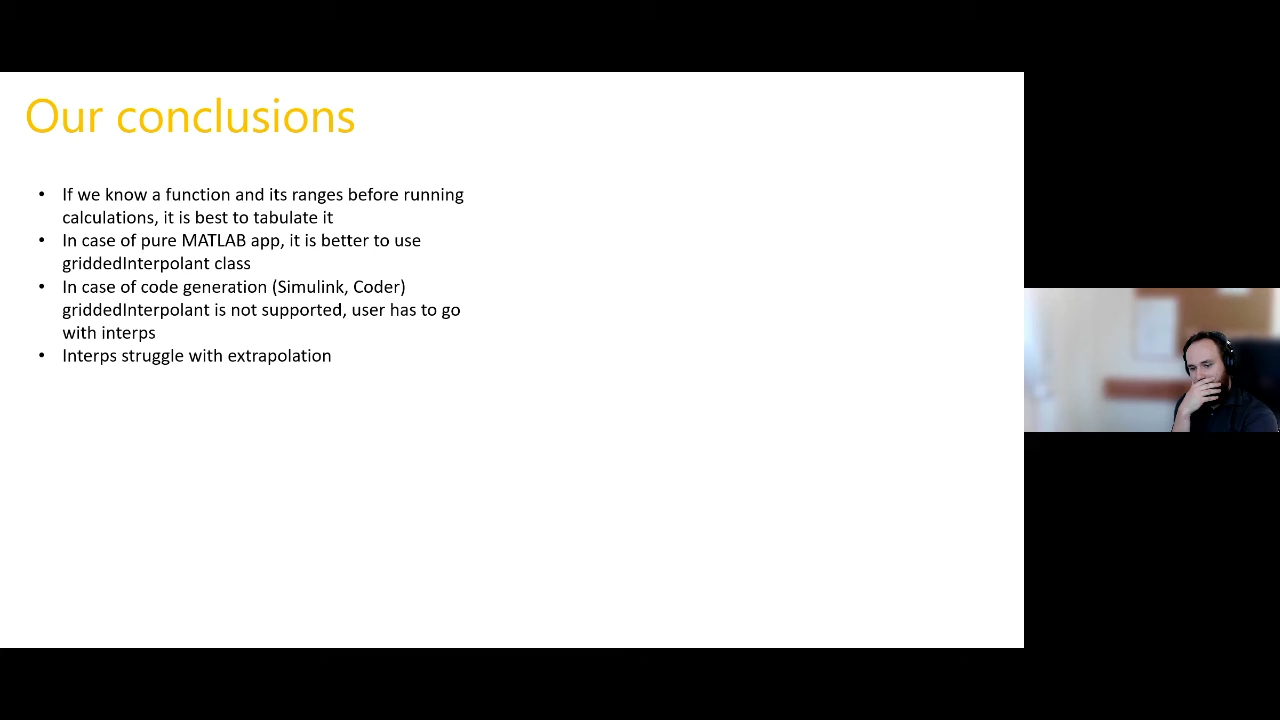 Our conclusions
• If we know a function and its ranges before running
calculations, it is best to tabulate it
• In case of pure MATLAB app, it is better to use
griddedInterpolant class
• In case of code generation (Simulink, Coder)
griddedInterpolant is not supported, user has to go
with interps
• Interps struggle with extrapolation